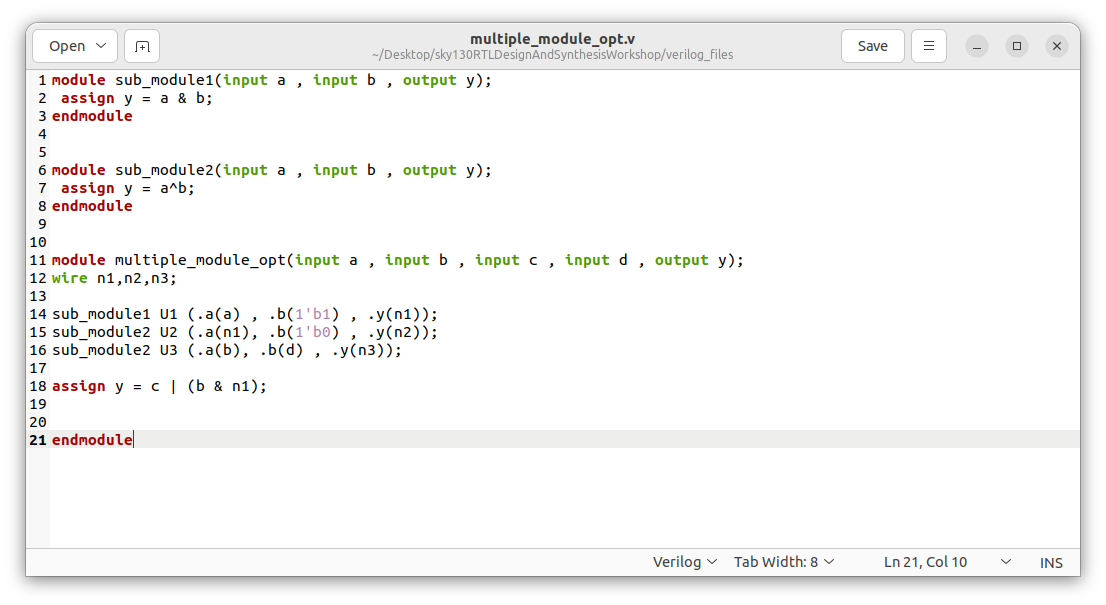 Open
multiple_module_opt.v
~/Desktop/sky130RTLDesignAndSynthesisWorkshop/verilog_files
Save
1 module sub_module1(input a , input b , output y);
2  assign y = a & b;
3 endmodule
4
5
6 module sub_module2(input a , input b , output y);
7  assign y = a^b;
8 endmodule
9
10
11 module multiple_module_opt(input a , input b , input c , input d , output y);
12 wire n1,n2,n3;
13
14 sub_module1 U1 (.a(a) , .b(1'b1) , .y(n1));
15 sub_module2 U2 (.a(n1), .b(1'b0) , .y(n2));
16 sub_module2 U3 (.a(b), .b(d) , .y(n3));
17
18 assign y = c | (b & n1);
19
20
21 endmodule
Verilog Tab Width: 8 Ln 21, Col 10 INS